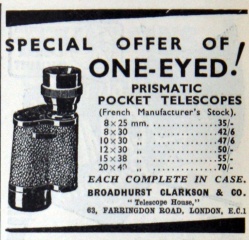 SPECIAL OFFER OF
ONE-EYED!
PRISMATIC
POCKET TELESCOPES
(French Manufacturer's Stock).
8 × 25 mm. .......... 35/-
8 × 30 ,, .......... 42/6
10 × 30 ,, .......... 47/6
12 × 30 ,, .......... 50/-
15 × 38 ,, .......... 55/-
20 × 40 ,, .......... 70/-
EACH COMPLETE IN CASE.
BROADHURST CLARKSON & CO.
"Telescope House,"
63, FARRINGDON ROAD, LONDON, E.C.1